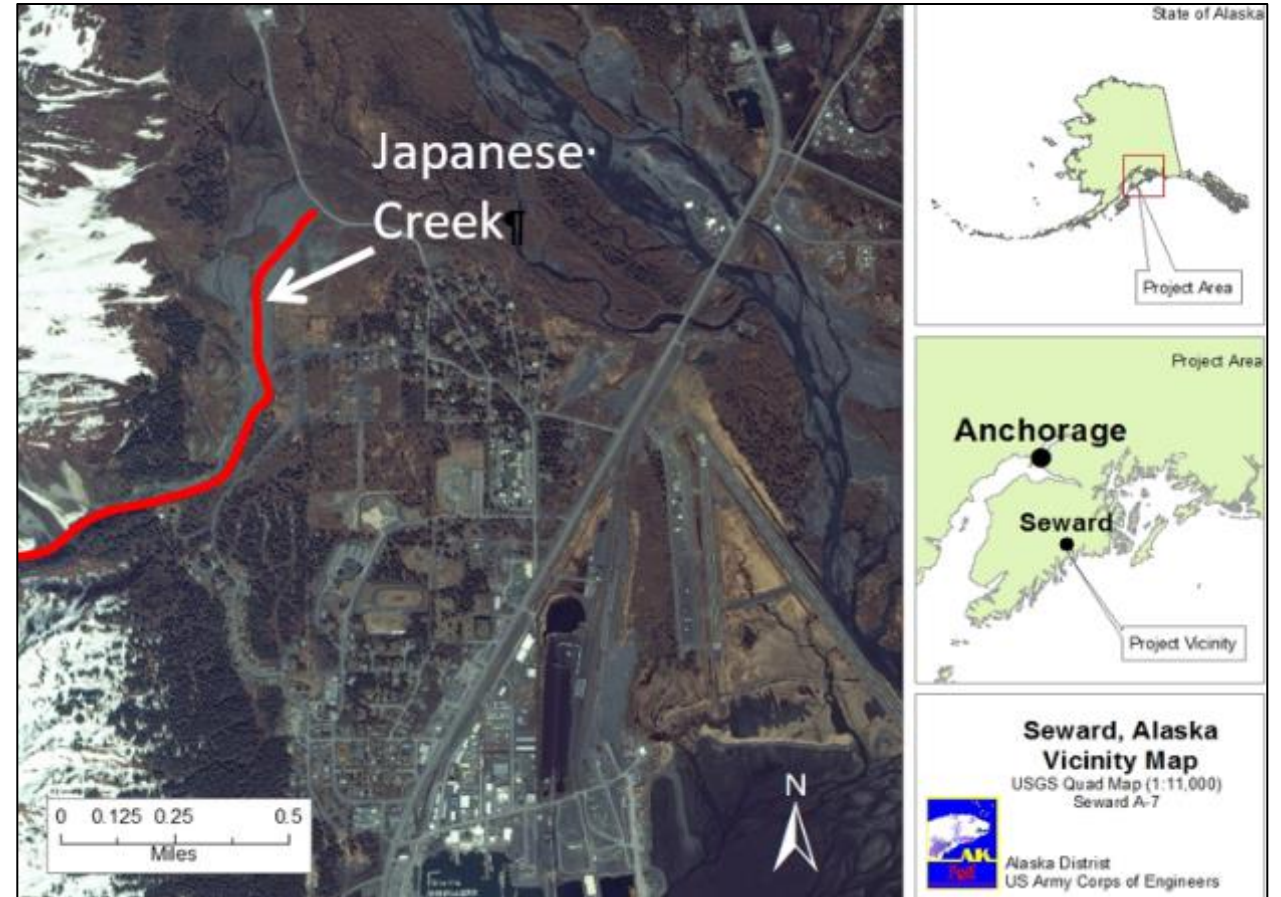 Japanese·
Creek¶
0 0.125 0.25 0.5
Miles
N
State of Alaska
Project Area
Project Area
Anchorage
Seward
Project Vicinity
Seward, Alaska
Vicinity Map
USGS Quad Map (1:11,000)
Seward A-7
AK
Alaska District
US Army Corps of Engineers